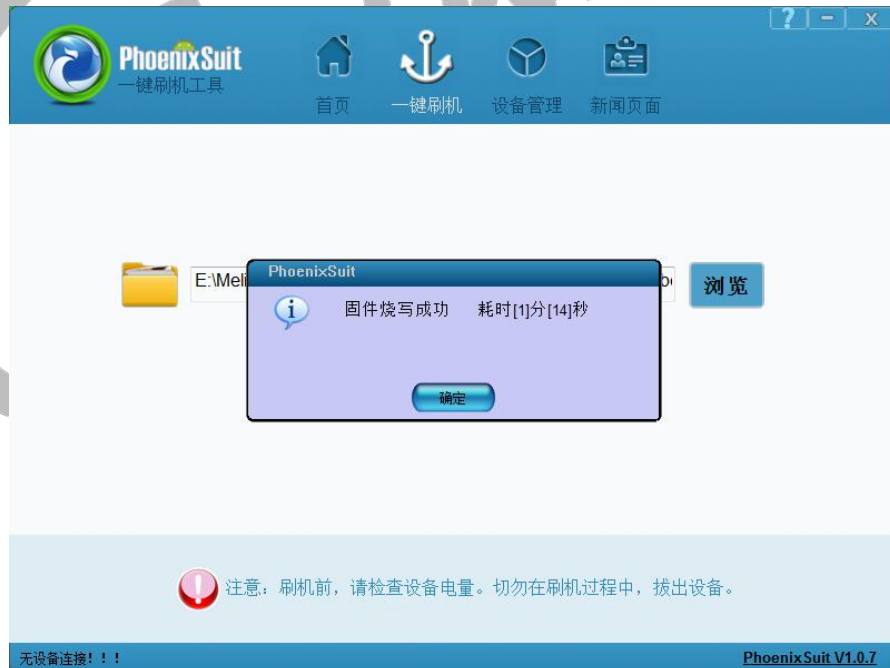 ? - x
PhoenixSuit
一键刷机工具
首页 一键刷机 设备管理 新闻页面
E:\Meli
浏览
PhoenixSuit
固件烧写成功 耗时[1]分[14]秒
确定
注意：刷机前，请检查设备电量。切勿在刷机过程中，拔出设备。
无设备连接！！！ PhoenixSuit V1.0.7